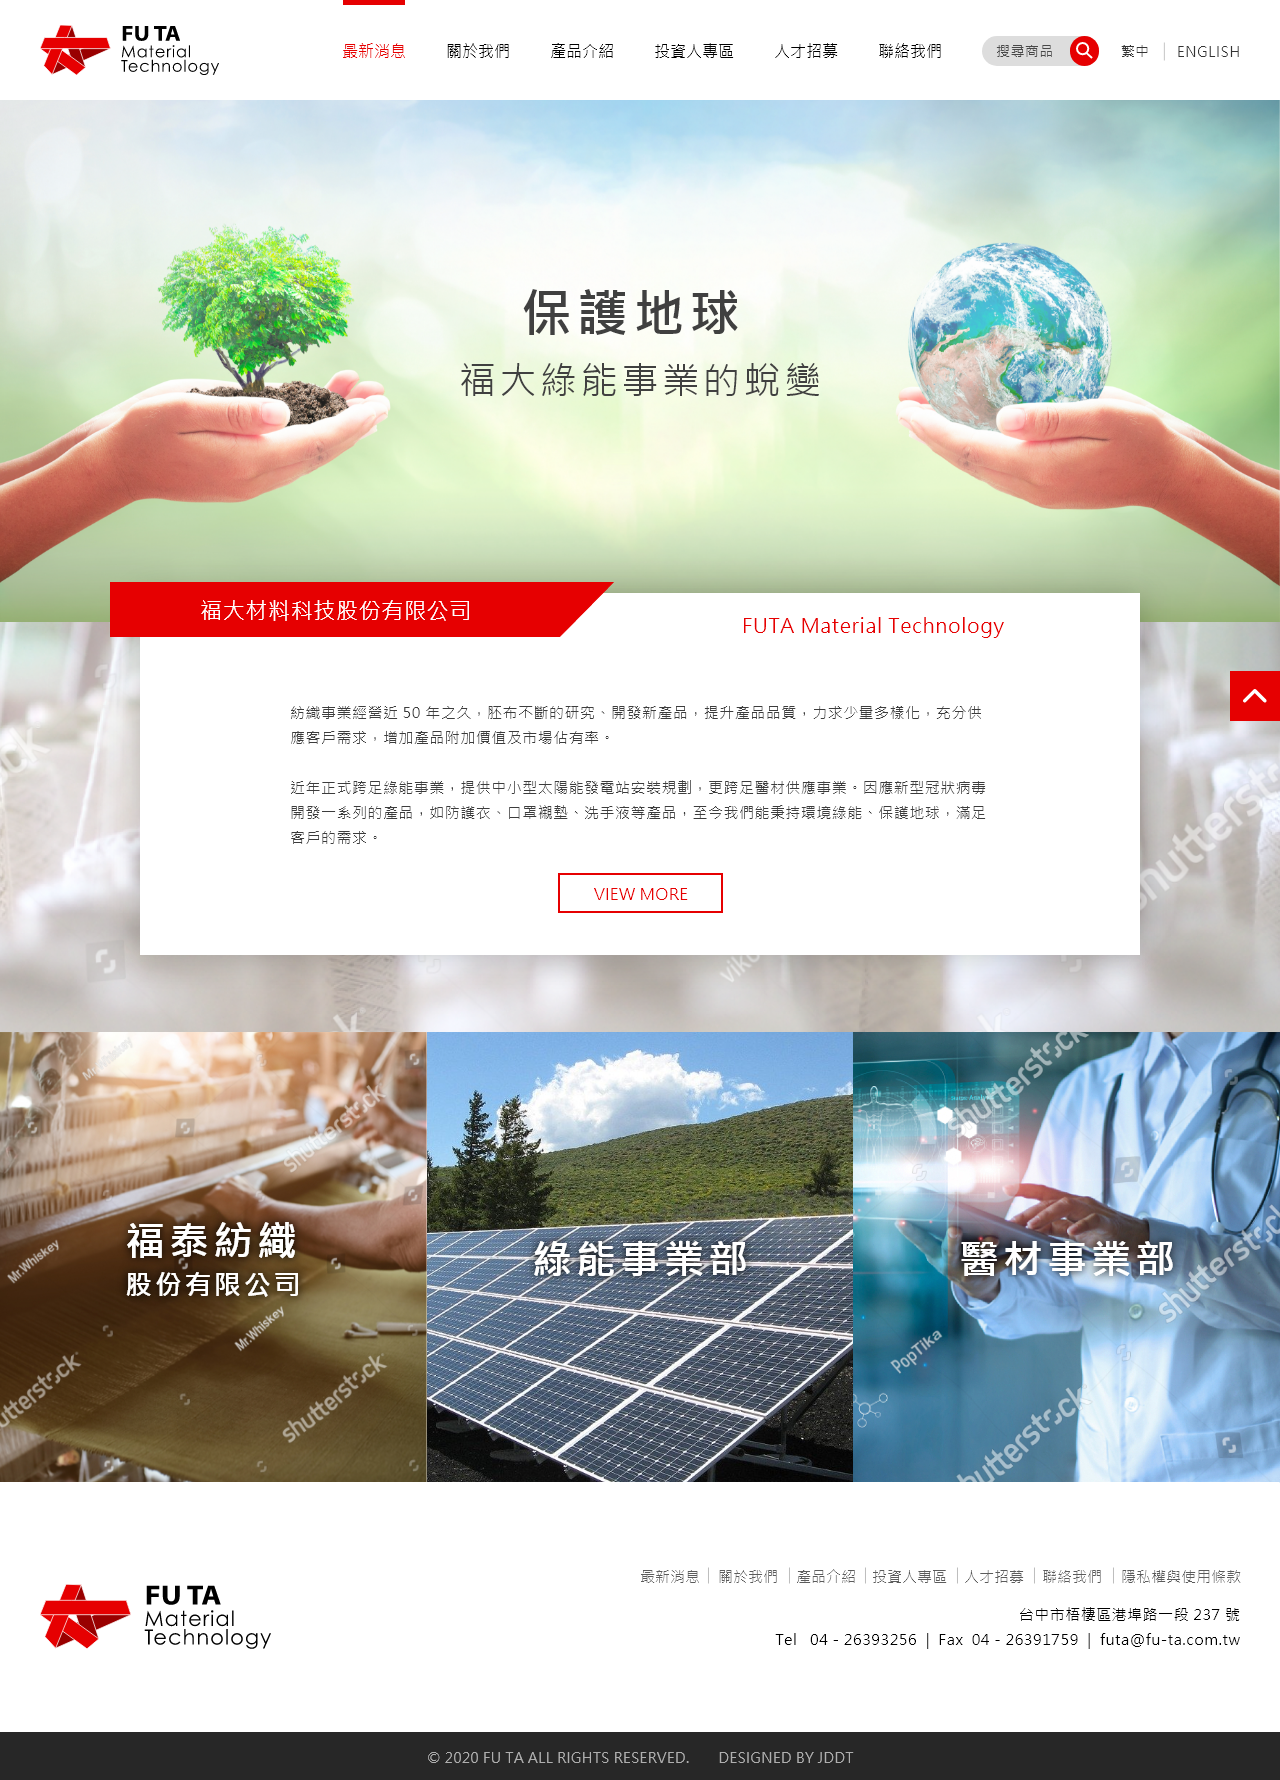 FU TA
Material
Technology
最新消息
關於我們
產品介紹
投資人專區
人才招募
聯絡我們
搜尋商品
繁中
ENGLISH
保護地球
福大綠能事業的蛻變
福大材料科技股份有限公司
FUTA Material Technology
紡織事業經營近 50 年之久，胚布不斷的研究、開發新產品，提升產品品質，力求少量多樣化，充分供
應客戶需求，增加產品附加價值及市場佔有率。
近年正式跨足綠能事業，提供中小型太陽能發電站安裝規劃，更跨足醫材供應事業。因應新型冠狀病毒
開發一系列的產品，如防護衣、口罩襯墊、洗手液等產品，至今我們能秉持環境綠能、保護地球，滿足
客戶的需求。
VIEW MORE
shutterstock
Mr.Whiskey
shutterstock
Mr.Whiskey
福泰紡織
股份有限公司
Mr.Whiskey
shutterstock
shutterstock
綠能事業部
shutterstock
醫材事業部
shutterstock
PopTika
shutterstock
FU TA
Material
Technology
最新消息
關於我們
產品介紹
投資人專區
人才招募
聯絡我們
隱私權與使用條款
台中市梧棲區港埠路一段 237 號
Tel 04 - 26393256 | Fax 04 - 26391759 | futa@fu-ta.com.tw
© 2020 FU TA ALL RIGHTS RESERVED. DESIGNED BY JDDT